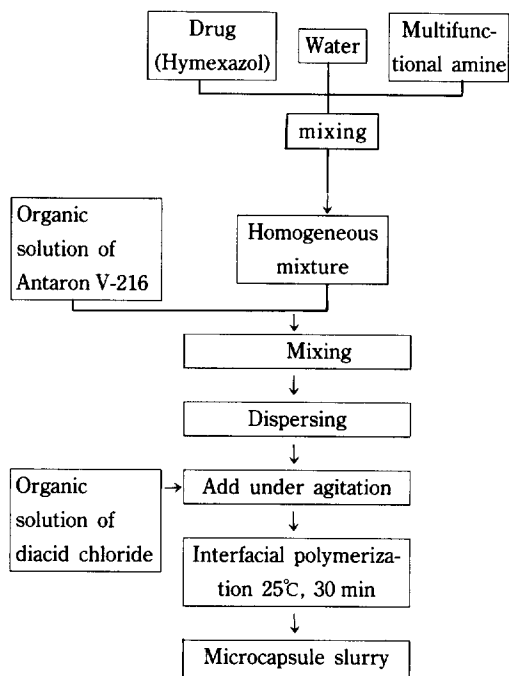 Drug
(Hymexazol)
Water
Multifunc-
tional amine
mixing
Organic
solution of
Antaron V-216
Homogeneous
mixture
Mixing
Dispersing
Organic
solution of
diacid chloride
Add under agitation
Interfacial polymeriza-
tion 25℃, 30 min
Microcapsule slurry